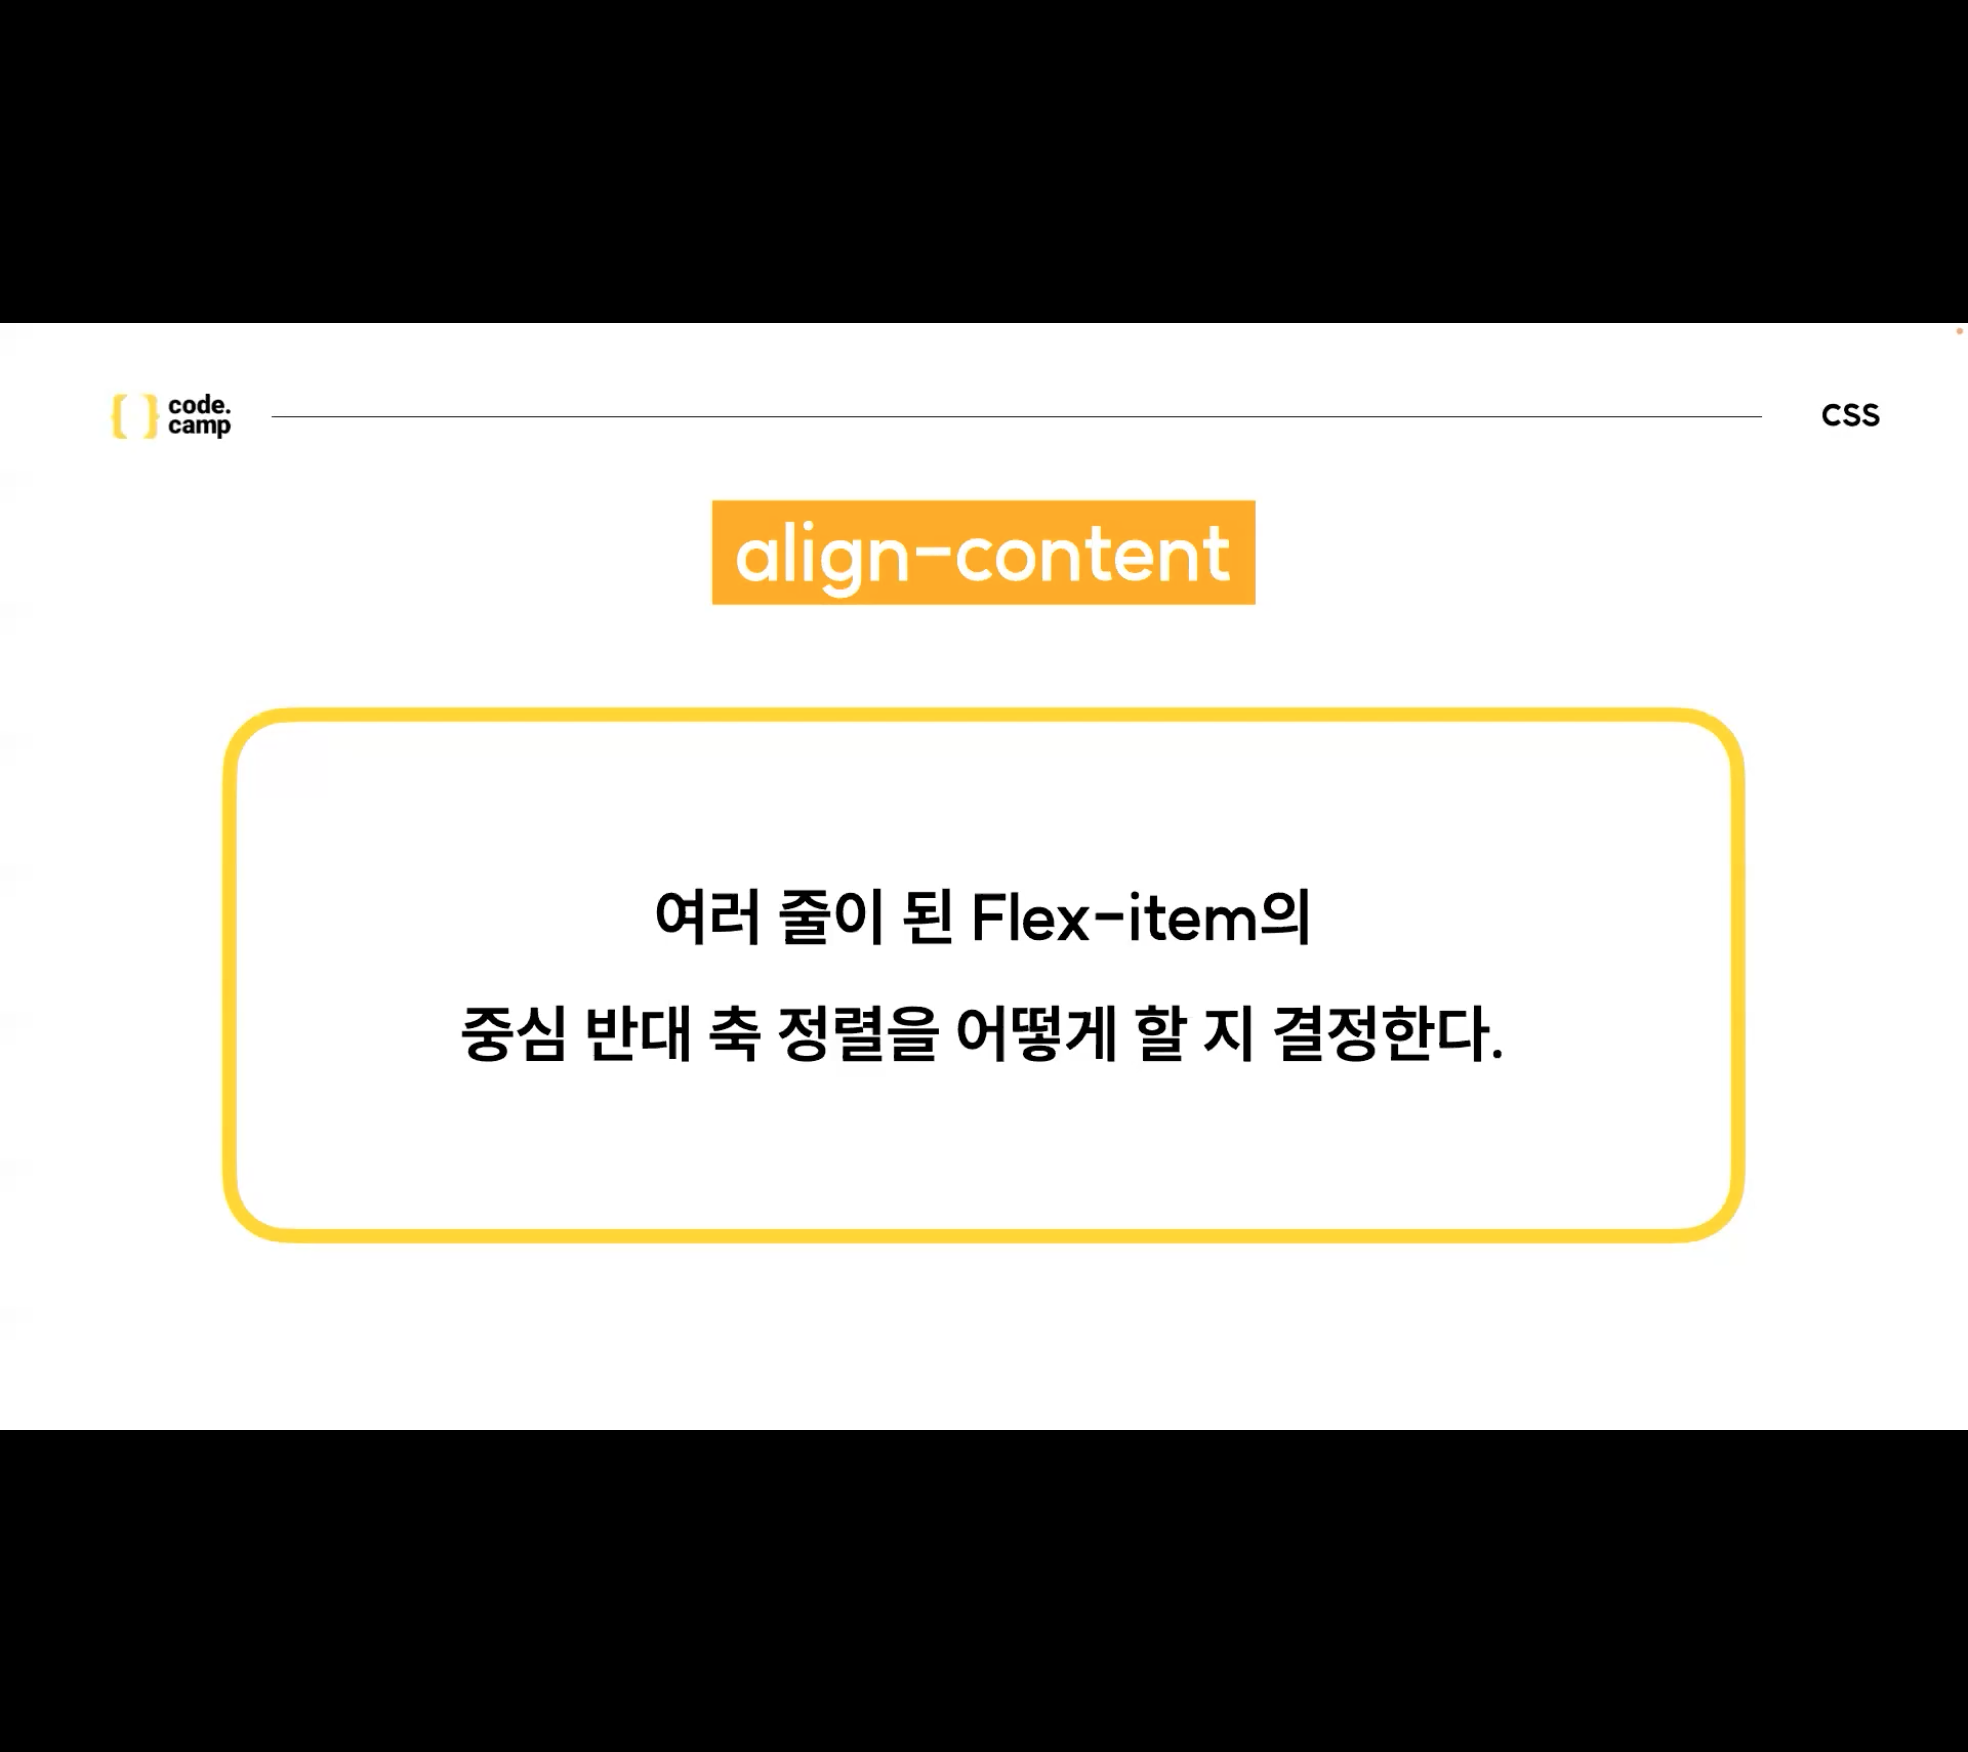 code.
camp
CSS
align-content
여러 줄이 된 Flex-item의
중심 반대 축 정렬을 어떻게 할 지 결정한다.